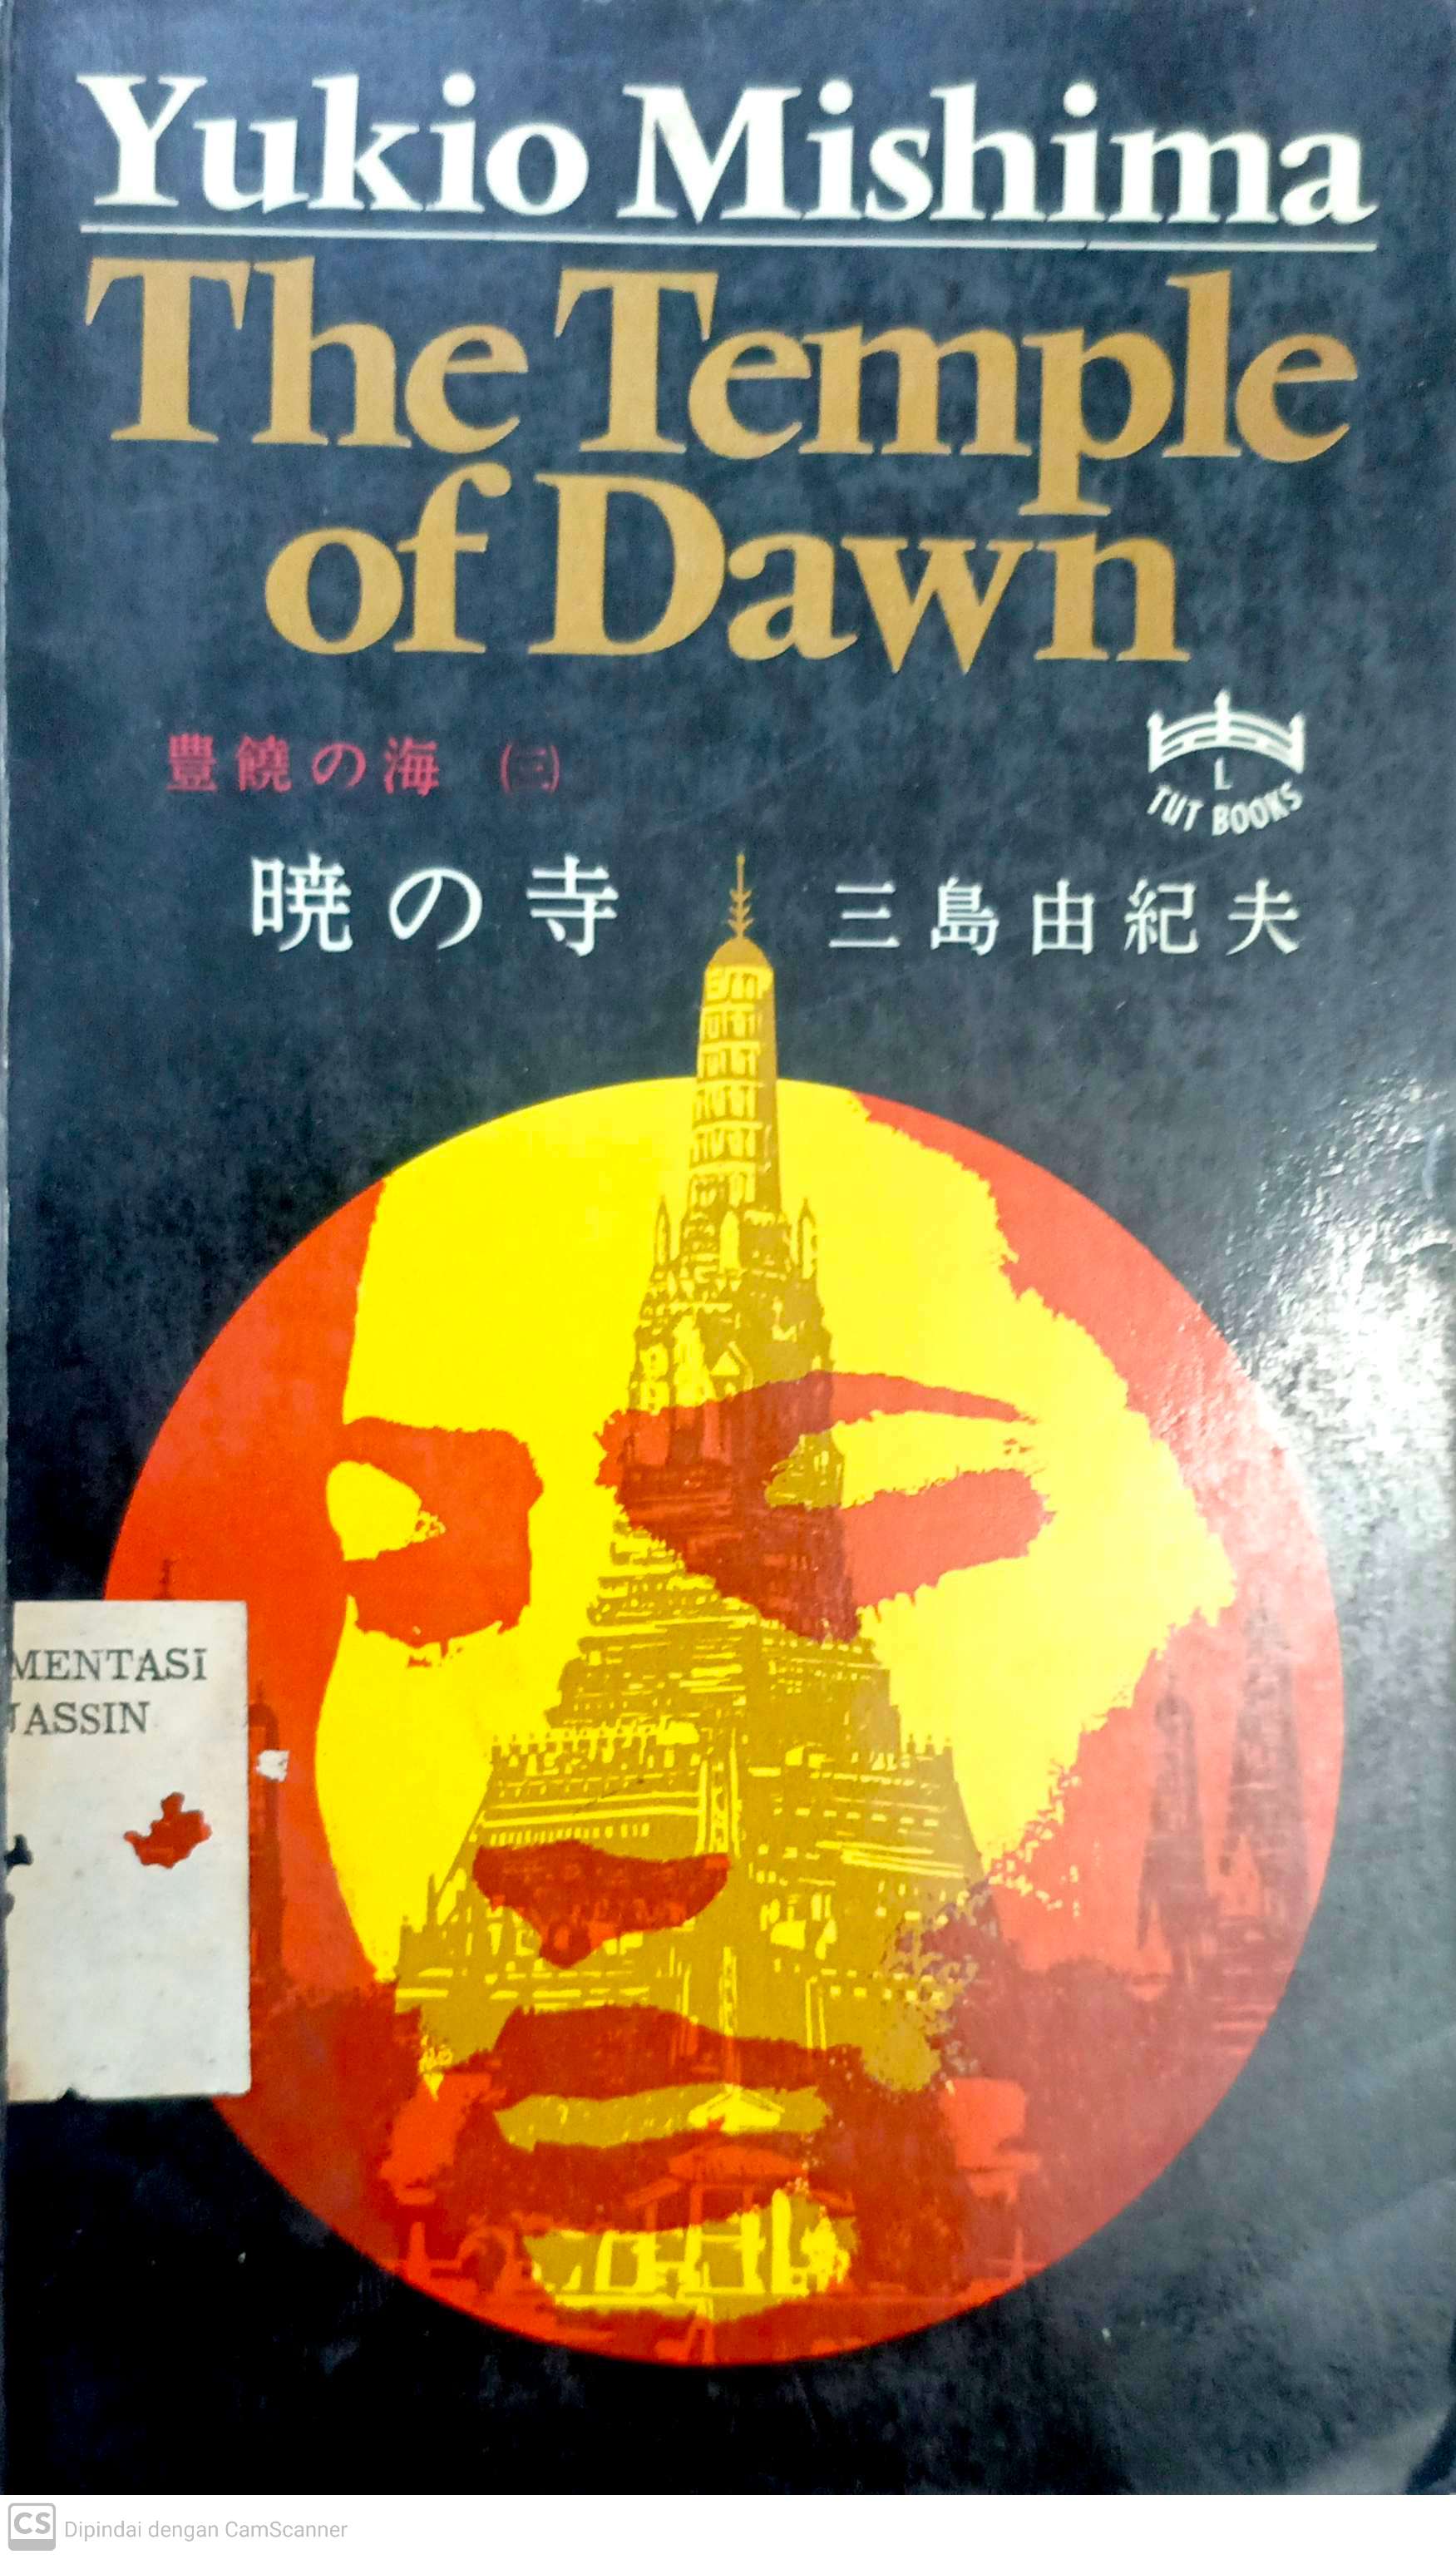 Yukio Mishima
The Temple
of Dawn
豊饒の海 (三)
L
TUT BOOKS
暁の寺 三島由紀夫
MENTASI
JASSIN
CS Dipindai dengan CamScanner